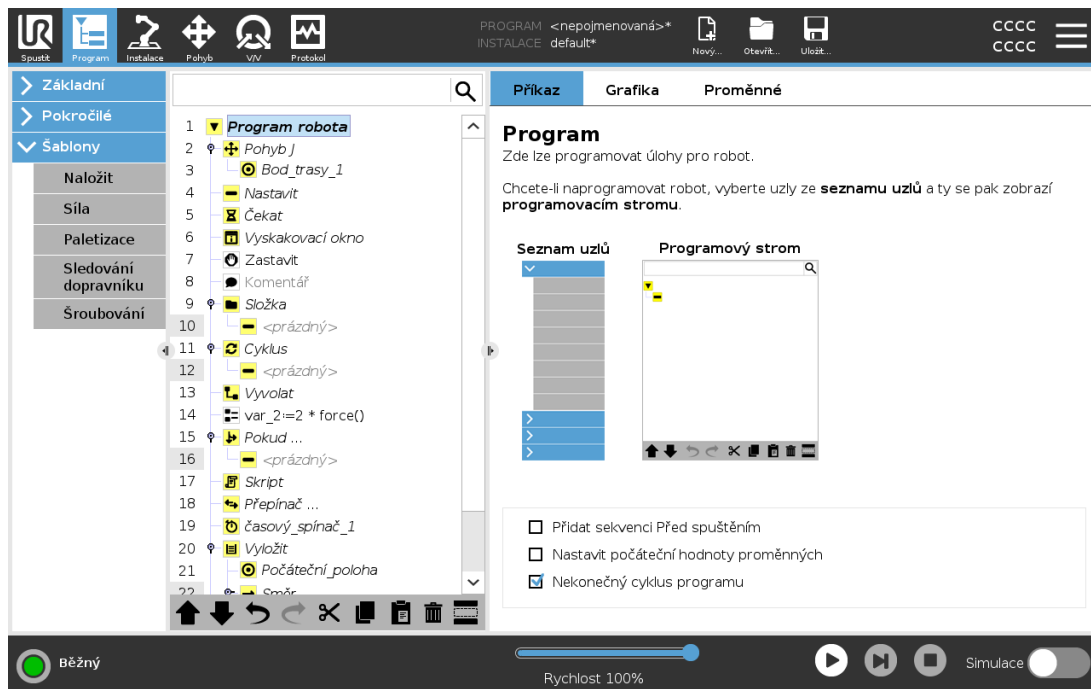 PROGRAM <nepojmenovaná>*
INSTALACE default*
Spustit
Program
Instalace
Pohyb
V/V
Protokol
Nový...
Otevřít...
Uložit...
CCCC
CCCC
Základní
Pokročilé
Šablony
Naložit
Síla
Paletizace
Sledování
dopravníku
Šroubování
1 Program robota
2 Pohyb J
3 Bod_trasy_1
4 Nastavit
5 Čekat
6 Vyskakovací okno
7 Zastavit
8 Komentář
9 Složka
10 <prázdný>
11 Cyklus
12 <prázdný>
13 Vyvolat
14 var_2:=2 * force()
15 Pokud ...
16 <prázdný>
17 Skript
18 Přepínač ...
19 časový_spínač_1
20 Vyložit
21 Počáteční_poloha
22 Směr
Příkaz
Grafika
Proměnné
Program
Zde lze programovat úlohy pro robot.
Chcete-li naprogramovat robot, vyberte uzly ze seznamu uzlů a ty se pak zobrazí
programovacím stromu.
Seznam uzlů
Programový strom
Přidat sekvenci Před spuštěním
Nastavit počáteční hodnoty proměnných
Nekonečný cyklus programu
Běžný
Rychlost 100%
Simulace